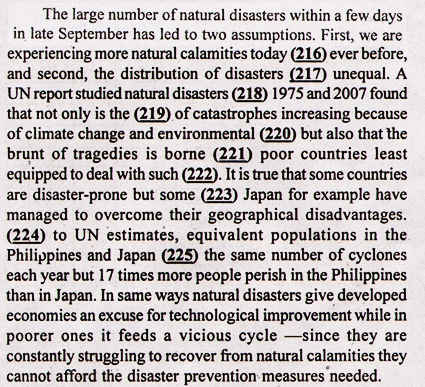 The large number of natural disasters within a few days
in late September has led to two assumptions. First, we are
experiencing more natural calamities today (216) ever before,
and second, the distribution of disasters (217) unequal. A
UN report studied natural disasters (218) 1975 and 2007 found
that not only is the (219) of catastrophes increasing because
of climate change and environmental (220) but also that the
brunt of tragedies is borne (221) poor countries least
equipped to deal with such (222). It is true that some countries
are disaster-prone but some (223) Japan for example have
managed to overcome their geographical disadvantages.
(224) to UN estimates, equivalent populations in the
Philippines and Japan (225) the same number of cyclones
each year but 17 times more people perish in the Philippines
than in Japan. In same ways natural disasters give developed
economies an excuse for technological improvement while in
poorer ones it feeds a vicious cycle —since they are
constantly struggling to recover from natural calamities they
cannot afford the disaster prevention measures needed.